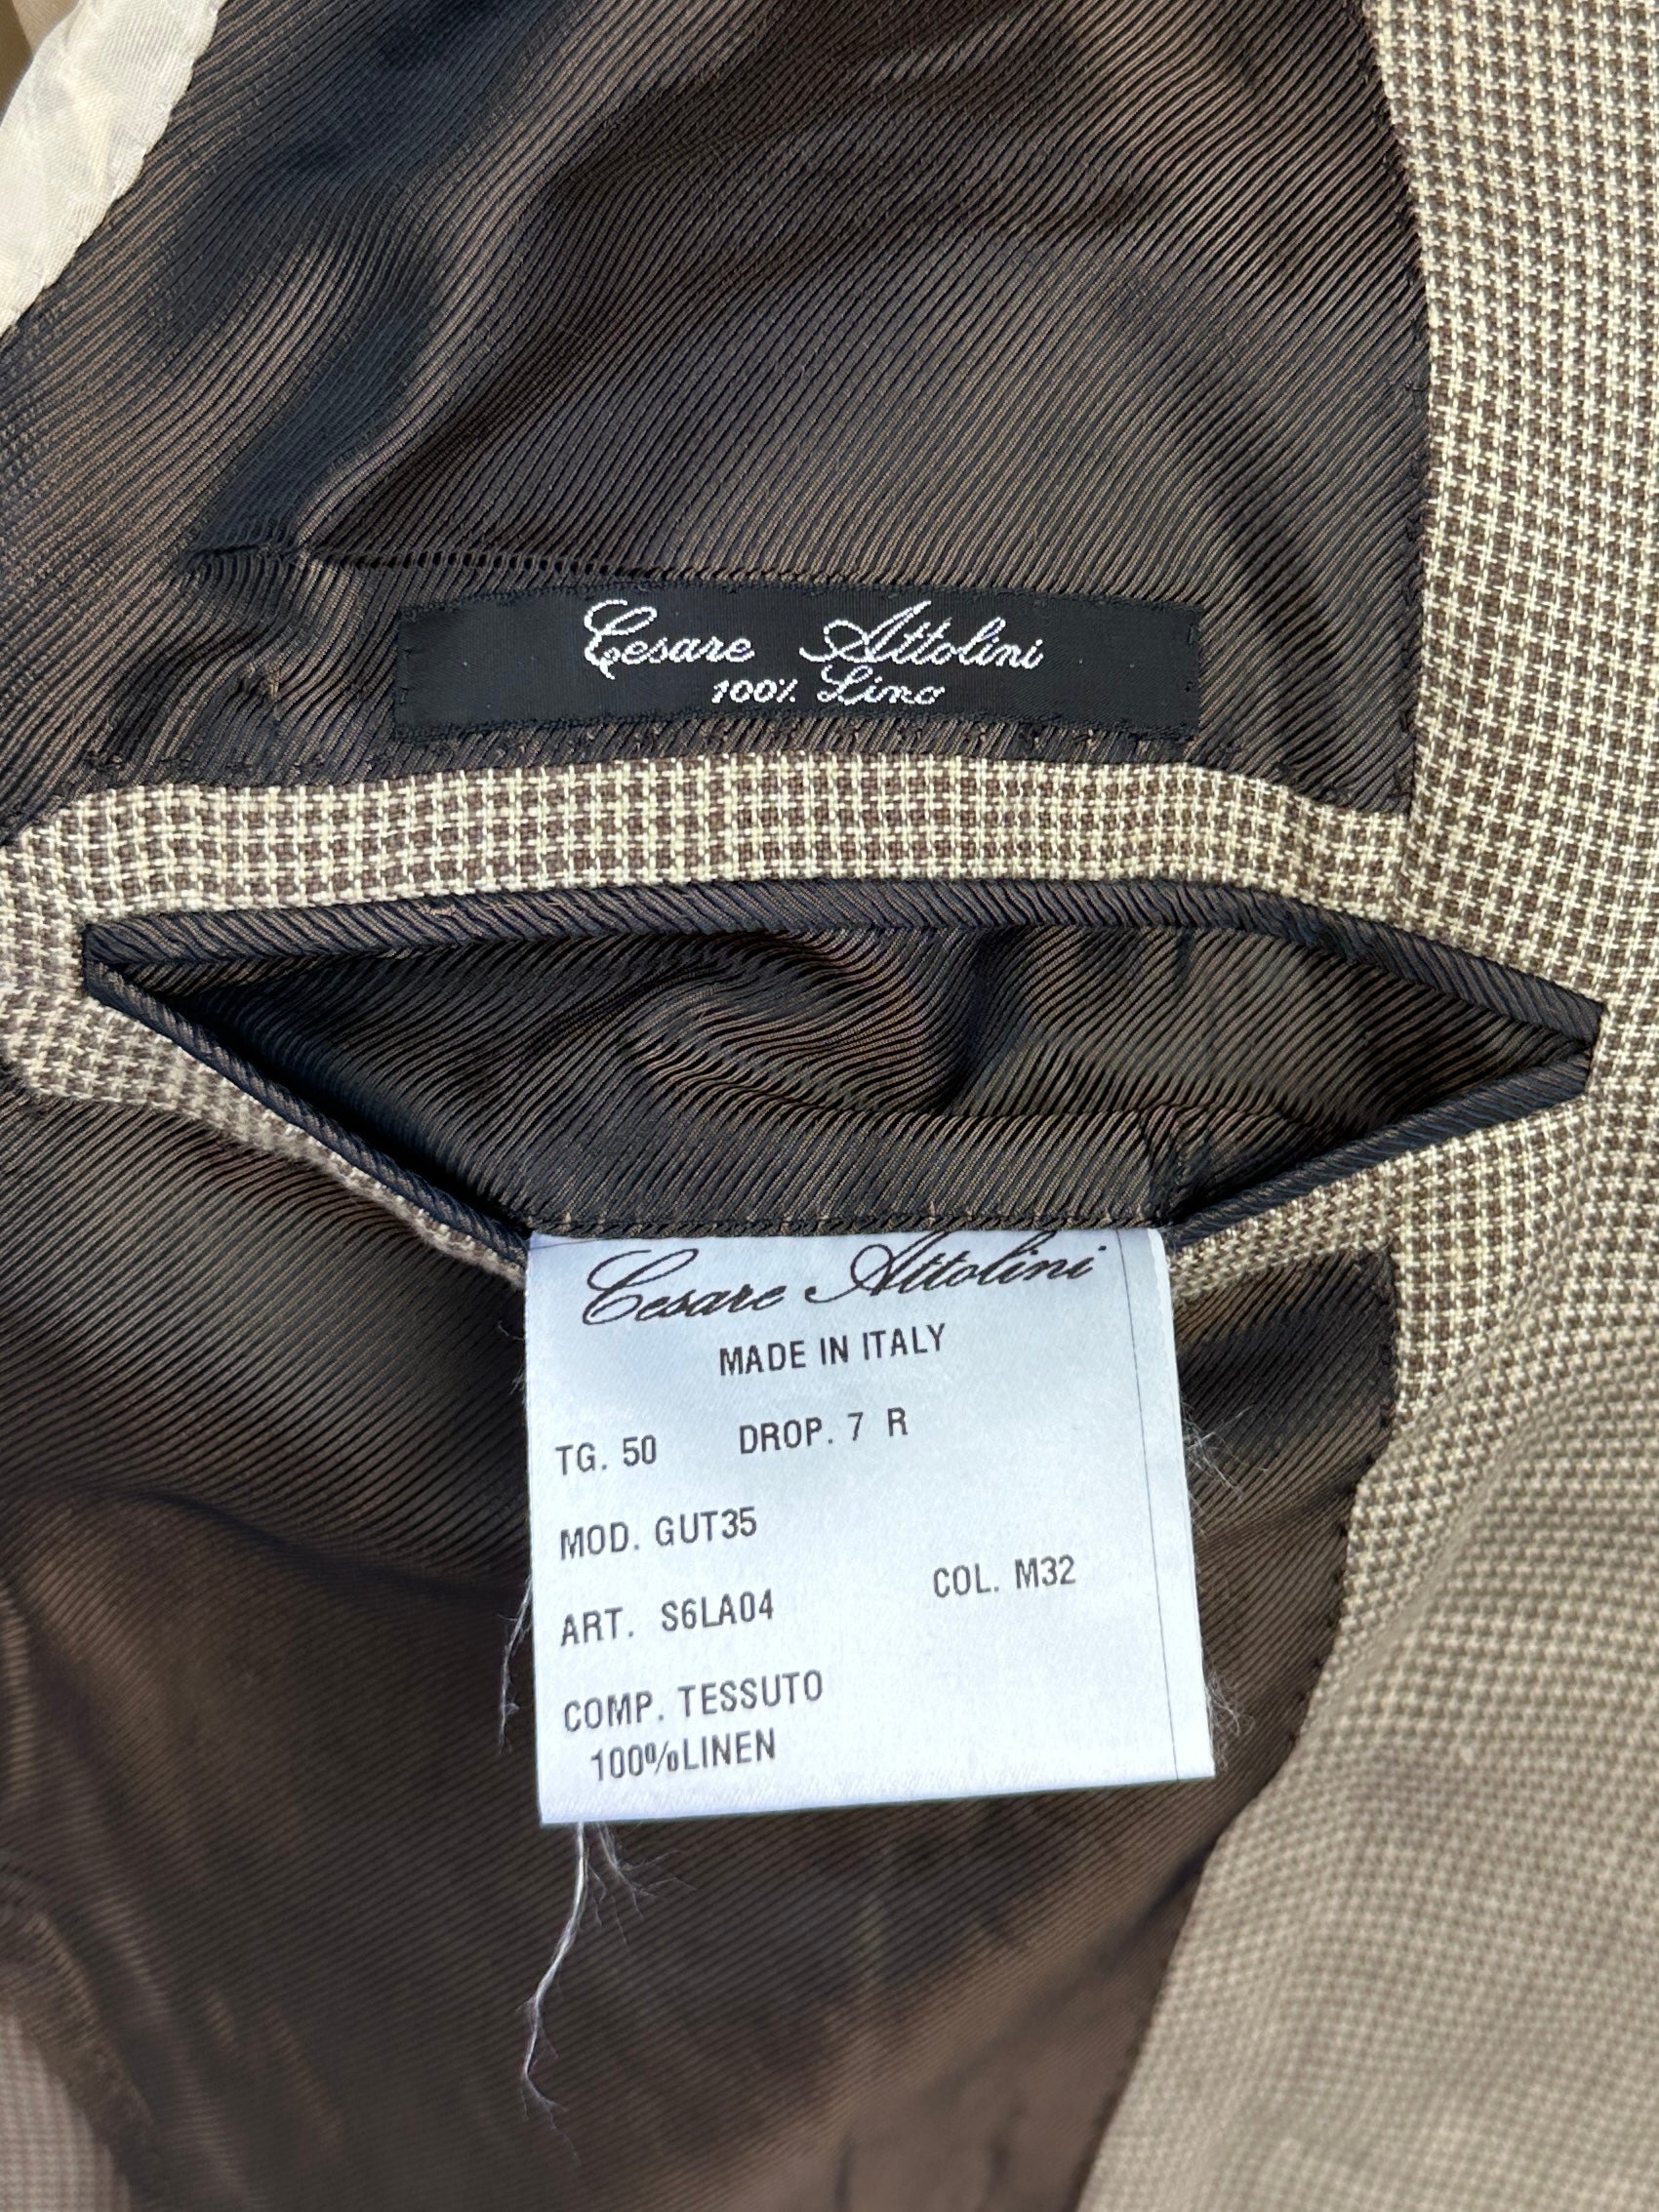 Cesare Attolini
100% Lino
Cesare Attolini
MADE IN ITALY
TG. 50 DROP. 7 R
MOD. GUT35
ART. S6LA04 COL. M32
COMP. TESSUTO
100%LINEN